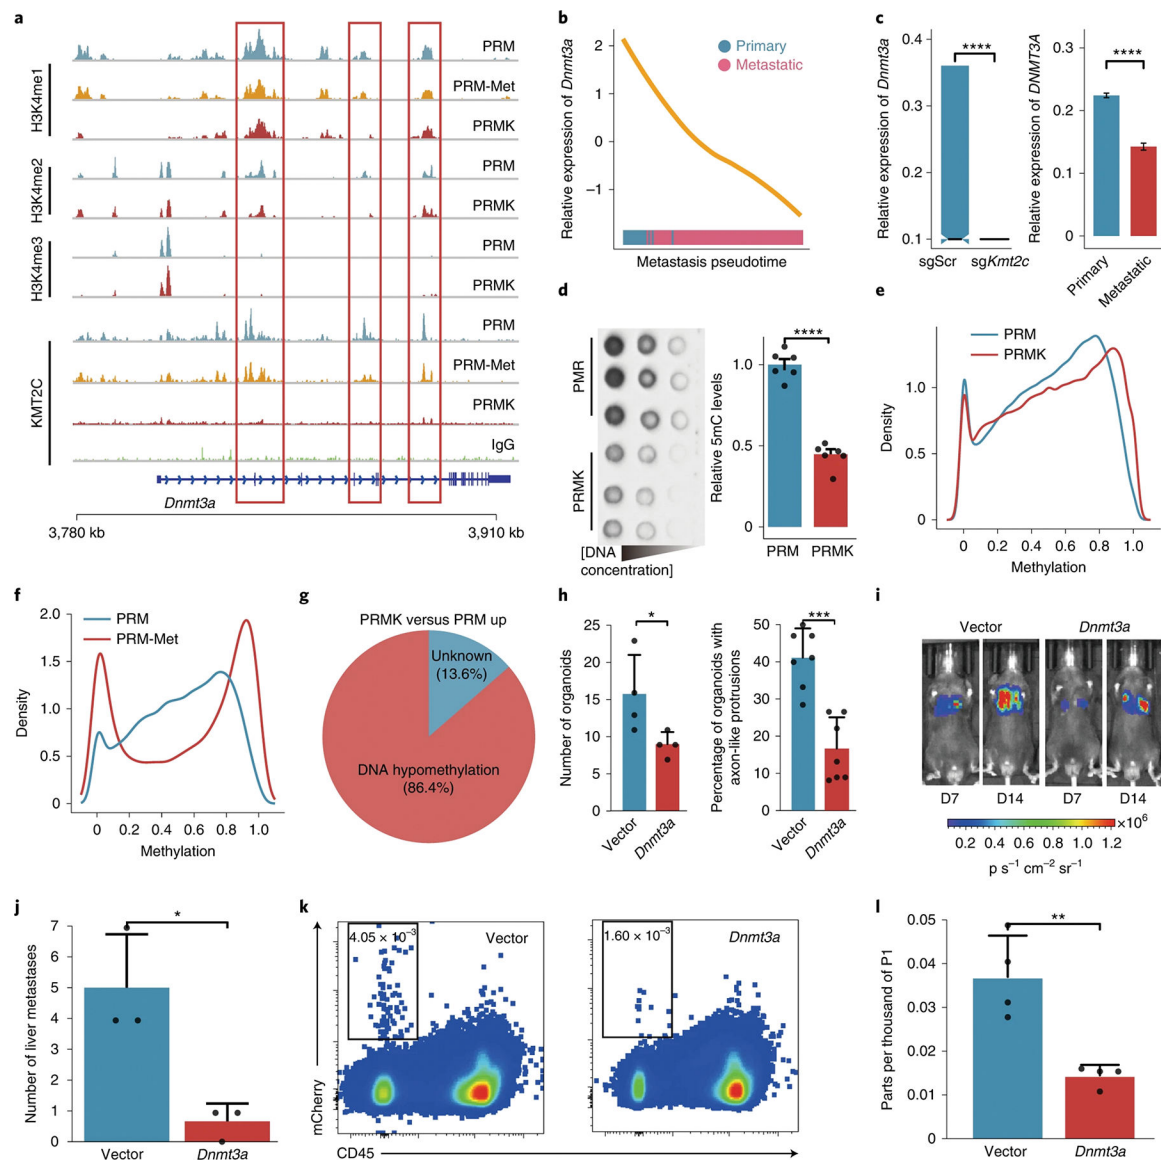 a
H3K4me1
PRM
PRM-Met
PRMK
H3K4me2
PRM
PRMK
H3K4me3
PRM
PRMK
KMT2C
PRM
PRM-Met
PRMK
IgG
Dnmt3a
3,780 kb
3,910 kb
b
Relative expression of Dnmt3a
2
1
0
−1
Primary
Metastatic
Metastasis pseudotime
c
Relative expression of Dnmt3a
0.4
0.3
0.2
0.1
****
sgScr
sgKmt2c
Relative expression of DNMT3A
0.3
0.2
0.1
0
****
Primary
Metastatic
d
PMR
PRMK
[DNA
concentration]
Relative 5mC levels
1.0
0.5
0
****
PRM
PRMK
e
PRM
PRMK
Density
1.0
0.5
0
0
0.2
0.4
0.6
0.8
1.0
Methylation
f
PRM
PRM-Met
Density
2.0
1.5
1.0
0.5
0
0
0.2
0.4
0.6
0.8
1.0
Methylation
g
PRMK versus PRM up
Unknown
(13.6%)
DNA hypomethylation
(86.4%)
h
Number of organoids
25
20
15
10
5
0
*
Vector
Dnmt3a
Percentage of organoids with
axon-like protrusions
50
40
30
20
10
0
***
Vector
Dnmt3a
i
Vector
Dnmt3a
D7
D14
D7
D14
×10⁶
0.2
0.4
0.6
0.8
1.0
1.2
p s⁻¹ cm⁻² sr⁻¹
j
Number of liver metastases
7
6
5
4
3
2
1
0
*
Vector
Dnmt3a
k
4.05 × 10⁻³
Vector
1.60 × 10⁻³
Dnmt3a
mCherry
CD45
l
Parts per thousand of P1
0.05
0.04
0.03
0.02
0.01
0
**
Vector
Dnmt3a